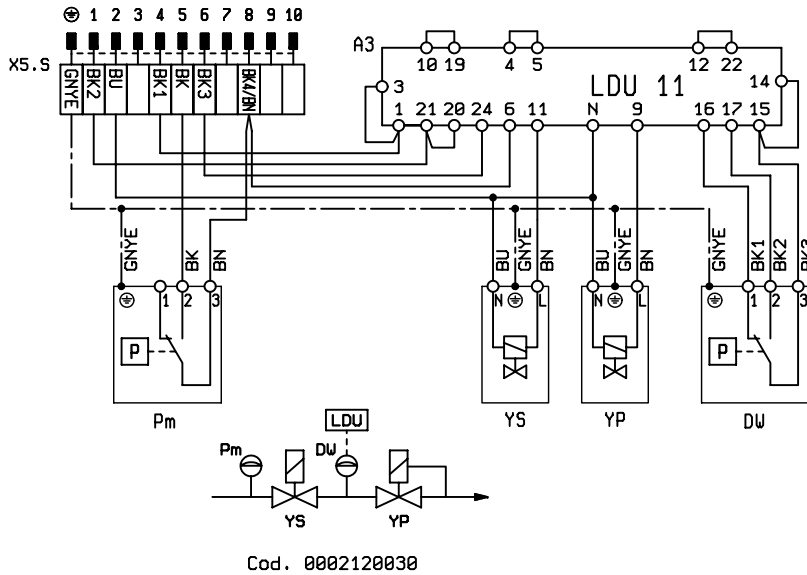 ⏚ 1 2 3 4 5 6 7 8 9 10
X5.S
GNYE BK2 BU BK1 BK BK3 BK4/BN
A3
10 19 4 5 12 22
3 LDU 11 14
1 21 20 24 6 11 N 9 16 17 15
GNYE BK BN BU GNYE BN BU GNYE BN GNYE BK1 BK2 BK3
⏚ 1 2 3 N ⏚ L N ⏚ L ⏚ 1 2 3
P P
Pm YS YP DW
LDU
Pm DW
YS YP
Cod. 0002120030